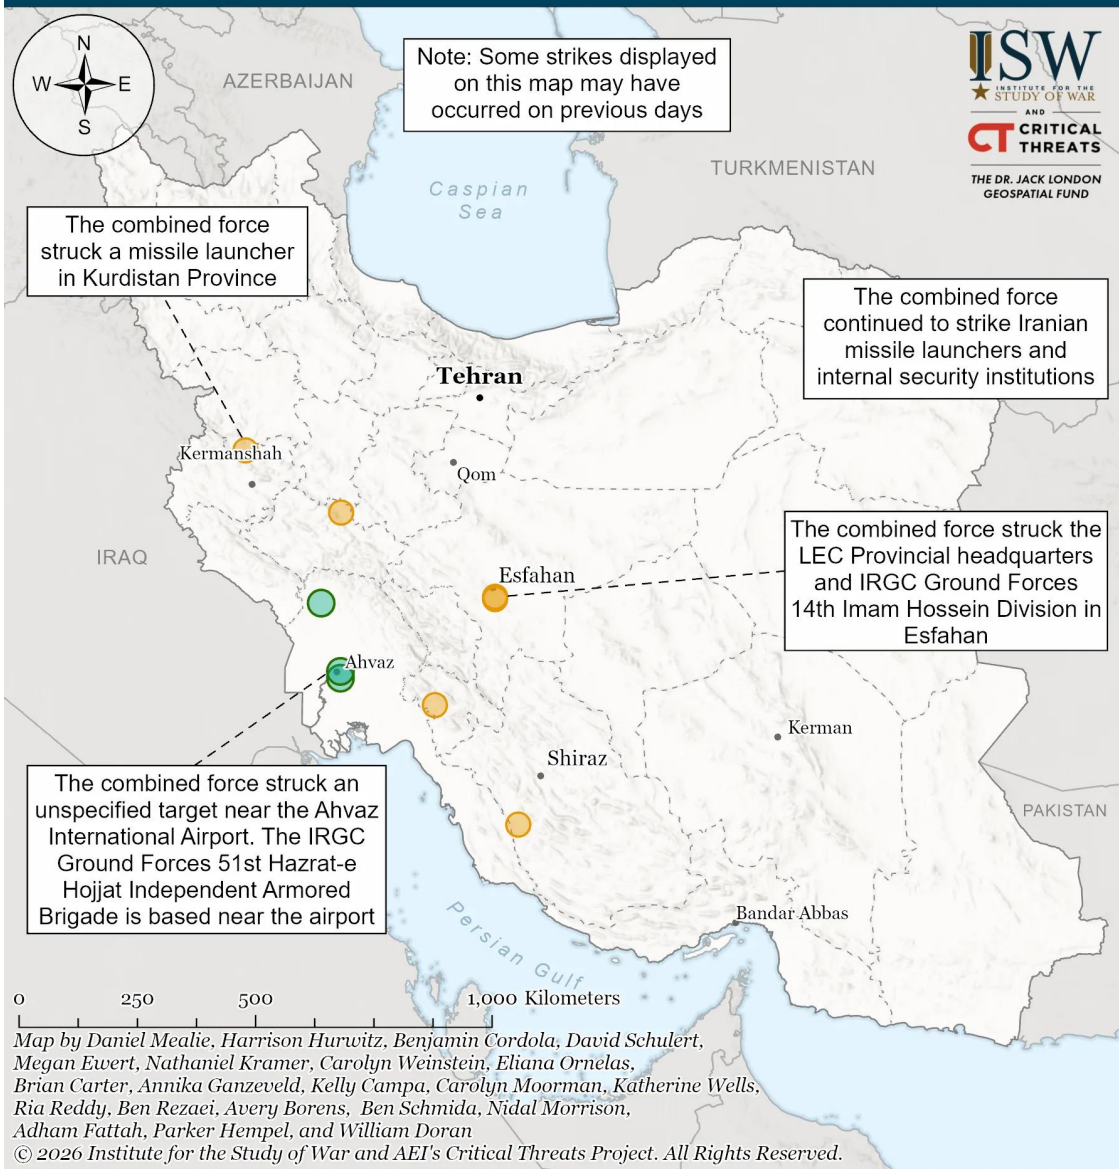 N
W
E
S
AZERBAIJAN
Note: Some strikes displayed
on this map may have
occurred on previous days
ISW
INSTITUTE FOR THE
STUDY OF WAR
AND
CT CRITICAL
THREATS
THE DR. JACK LONDON
GEOSPATIAL FUND
TURKMENISTAN
Caspian
Sea
The combined force
struck a missile launcher
in Kurdistan Province
The combined force
continued to strike Iranian
missile launchers and
internal security institutions
Tehran
Kermanshah
Qom
IRAQ
Esfahan
The combined force struck the
LEC Provincial headquarters
and IRGC Ground Forces
14th Imam Hossein Division in
Esfahan
Ahvaz
Kerman
Shiraz
The combined force struck an
unspecified target near the Ahvaz
International Airport. The IRGC
Ground Forces 51st Hazrat-e
Hojjat Independent Armored
Brigade is based near the airport
PAKISTAN
Bandar Abbas
Persian Gulf
0 250 500 1,000 Kilometers
Map by Daniel Mealie, Harrison Hurwitz, Benjamin Cordola, David Schulert,
Megan Ewert, Nathaniel Kramer, Carolyn Weinstein, Eliana Ornelas,
Brian Carter, Annika Ganzeveld, Kelly Campa, Carolyn Moorman, Katherine Wells,
Ria Reddy, Ben Rezaei, Avery Borens, Ben Schmida, Nidal Morrison,
Adham Fattah, Parker Hempel, and William Doran
© 2026 Institute for the Study of War and AEI's Critical Threats Project. All Rights Reserved.